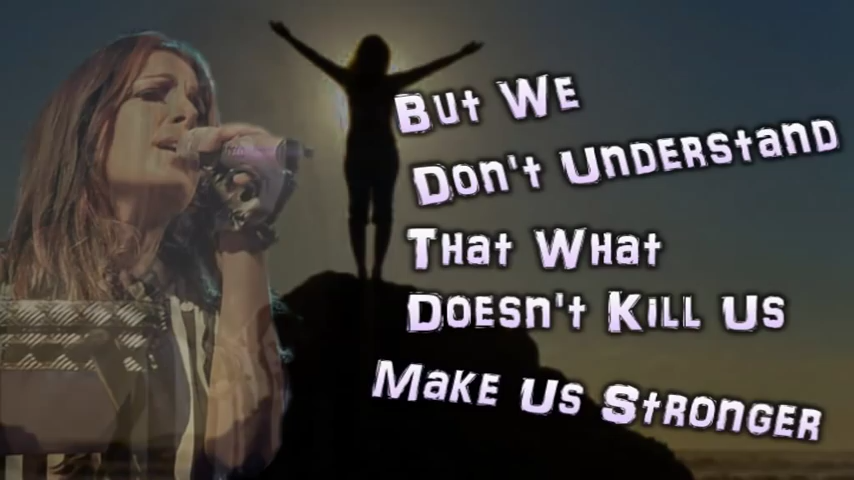 But We
Don't Understand
That What
Doesn't Kill Us
Make Us Stronger